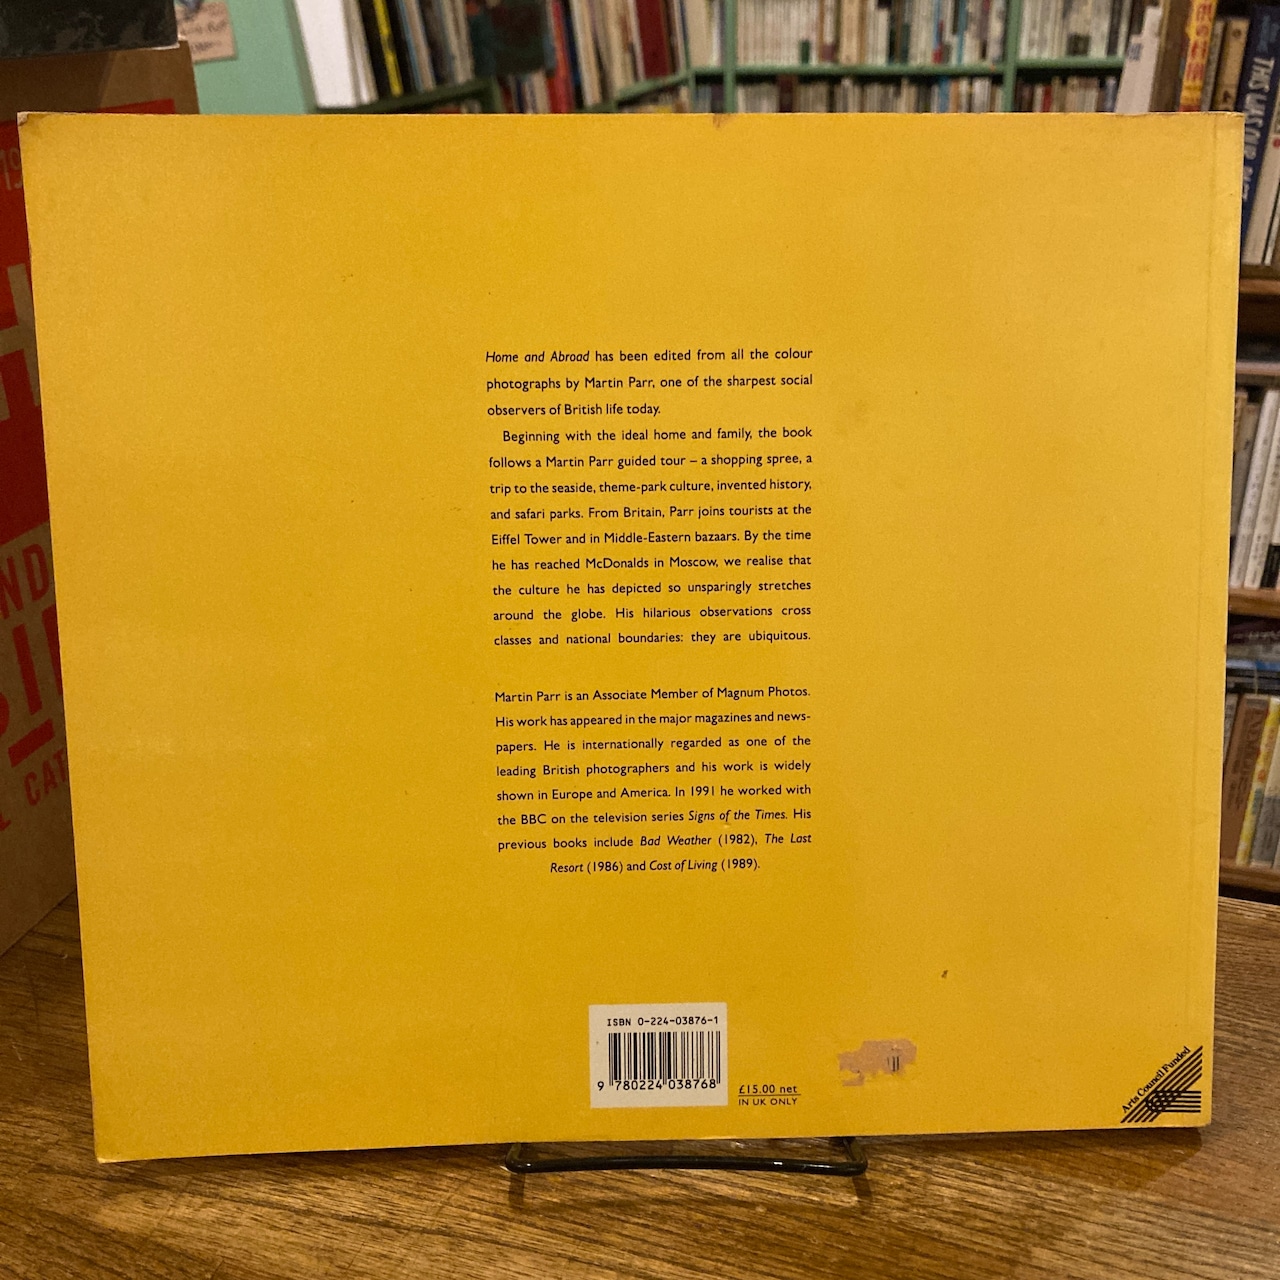 Home and Abroad has been edited from all the colour
photographs by Martin Parr, one of the sharpest social
observers of British life today.
Beginning with the ideal home and family, the book
follows a Martin Parr guided tour – a shopping spree, a
trip to the seaside, theme-park culture, invented history,
and safari parks. From Britain, Parr joins tourists at the
Eiffel Tower and in Middle-Eastern bazaars. By the time
he has reached McDonalds in Moscow, we realise that
the culture he has depicted so unsparingly stretches
around the globe. His hilarious observations cross
classes and national boundaries: they are ubiquitous.
Martin Parr is an Associate Member of Magnum Photos.
His work has appeared in the major magazines and news-
papers. He is internationally regarded as one of the
leading British photographers and his work is widely
shown in Europe and America. In 1991 he worked with
the BBC on the television series Signs of the Times. His
previous books include Bad Weather (1982), The Last
Resort (1986) and Cost of Living (1989).
ISBN 0-224-03876-1
9 780224 038768
£15.00 net
IN UK ONLY
Arts Council Funded
THIS WAS OUR PAST
ND
CAT